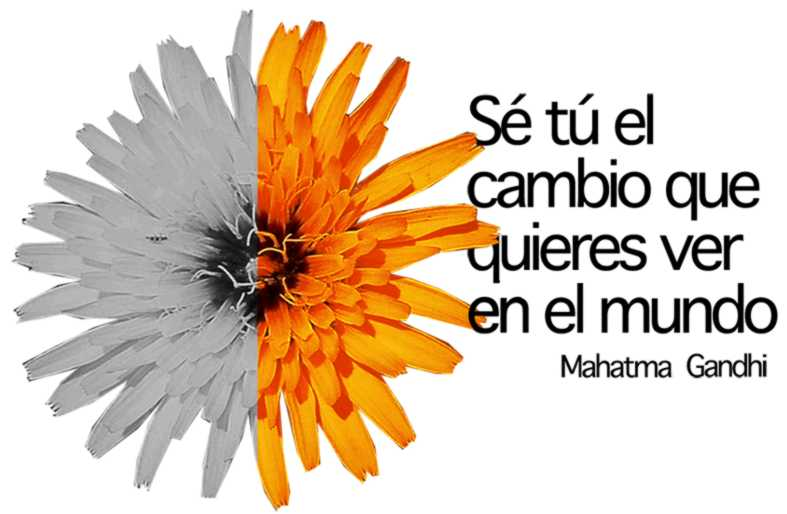 Sé tú el
cambio que
quieres ver
en el mundo
Mahatma Gandhi